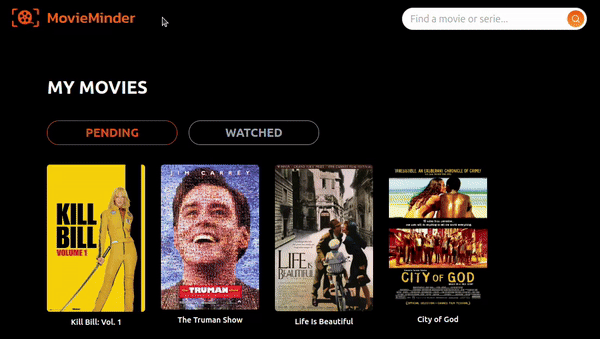 MovieMinder
Find a movie or serie...
MY MOVIES
PENDING
WATCHED
KILL
BILL
VOLUME 1
JIM CARREY
TRUMAN
LIFE IS
BEAUTIFUL
CITY OF GOD
Kill Bill: Vol. 1
The Truman Show
Life Is Beautiful
City of God